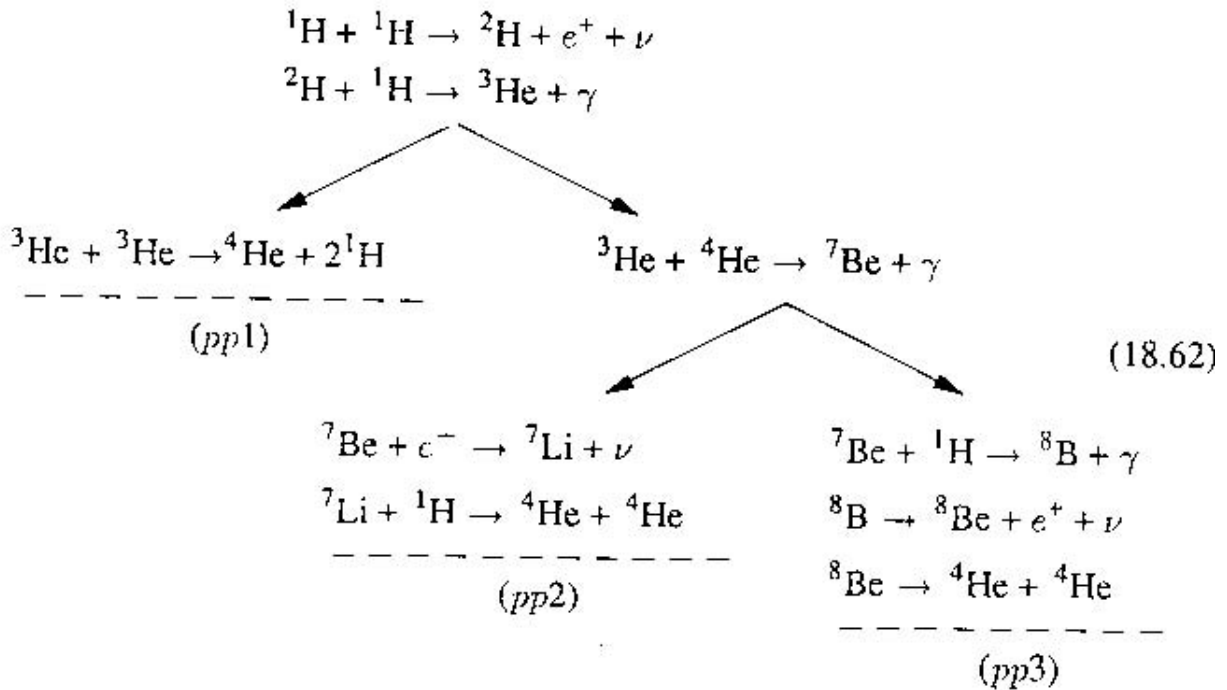 ¹H + ¹H → ²H + e⁺ + ν
²H + ¹H → ³He + γ
³He + ³He → ⁴He + 2¹H
(pp1)
³He + ⁴He → ⁷Be + γ
(18.62)
⁷Be + e⁻ → ⁷Li + ν
⁷Li + ¹H → ⁴He + ⁴He
(pp2)
⁷Be + ¹H → ⁸B + γ
⁸B → ⁸Be + e⁺ + ν
⁸Be → ⁴He + ⁴He
(pp3)